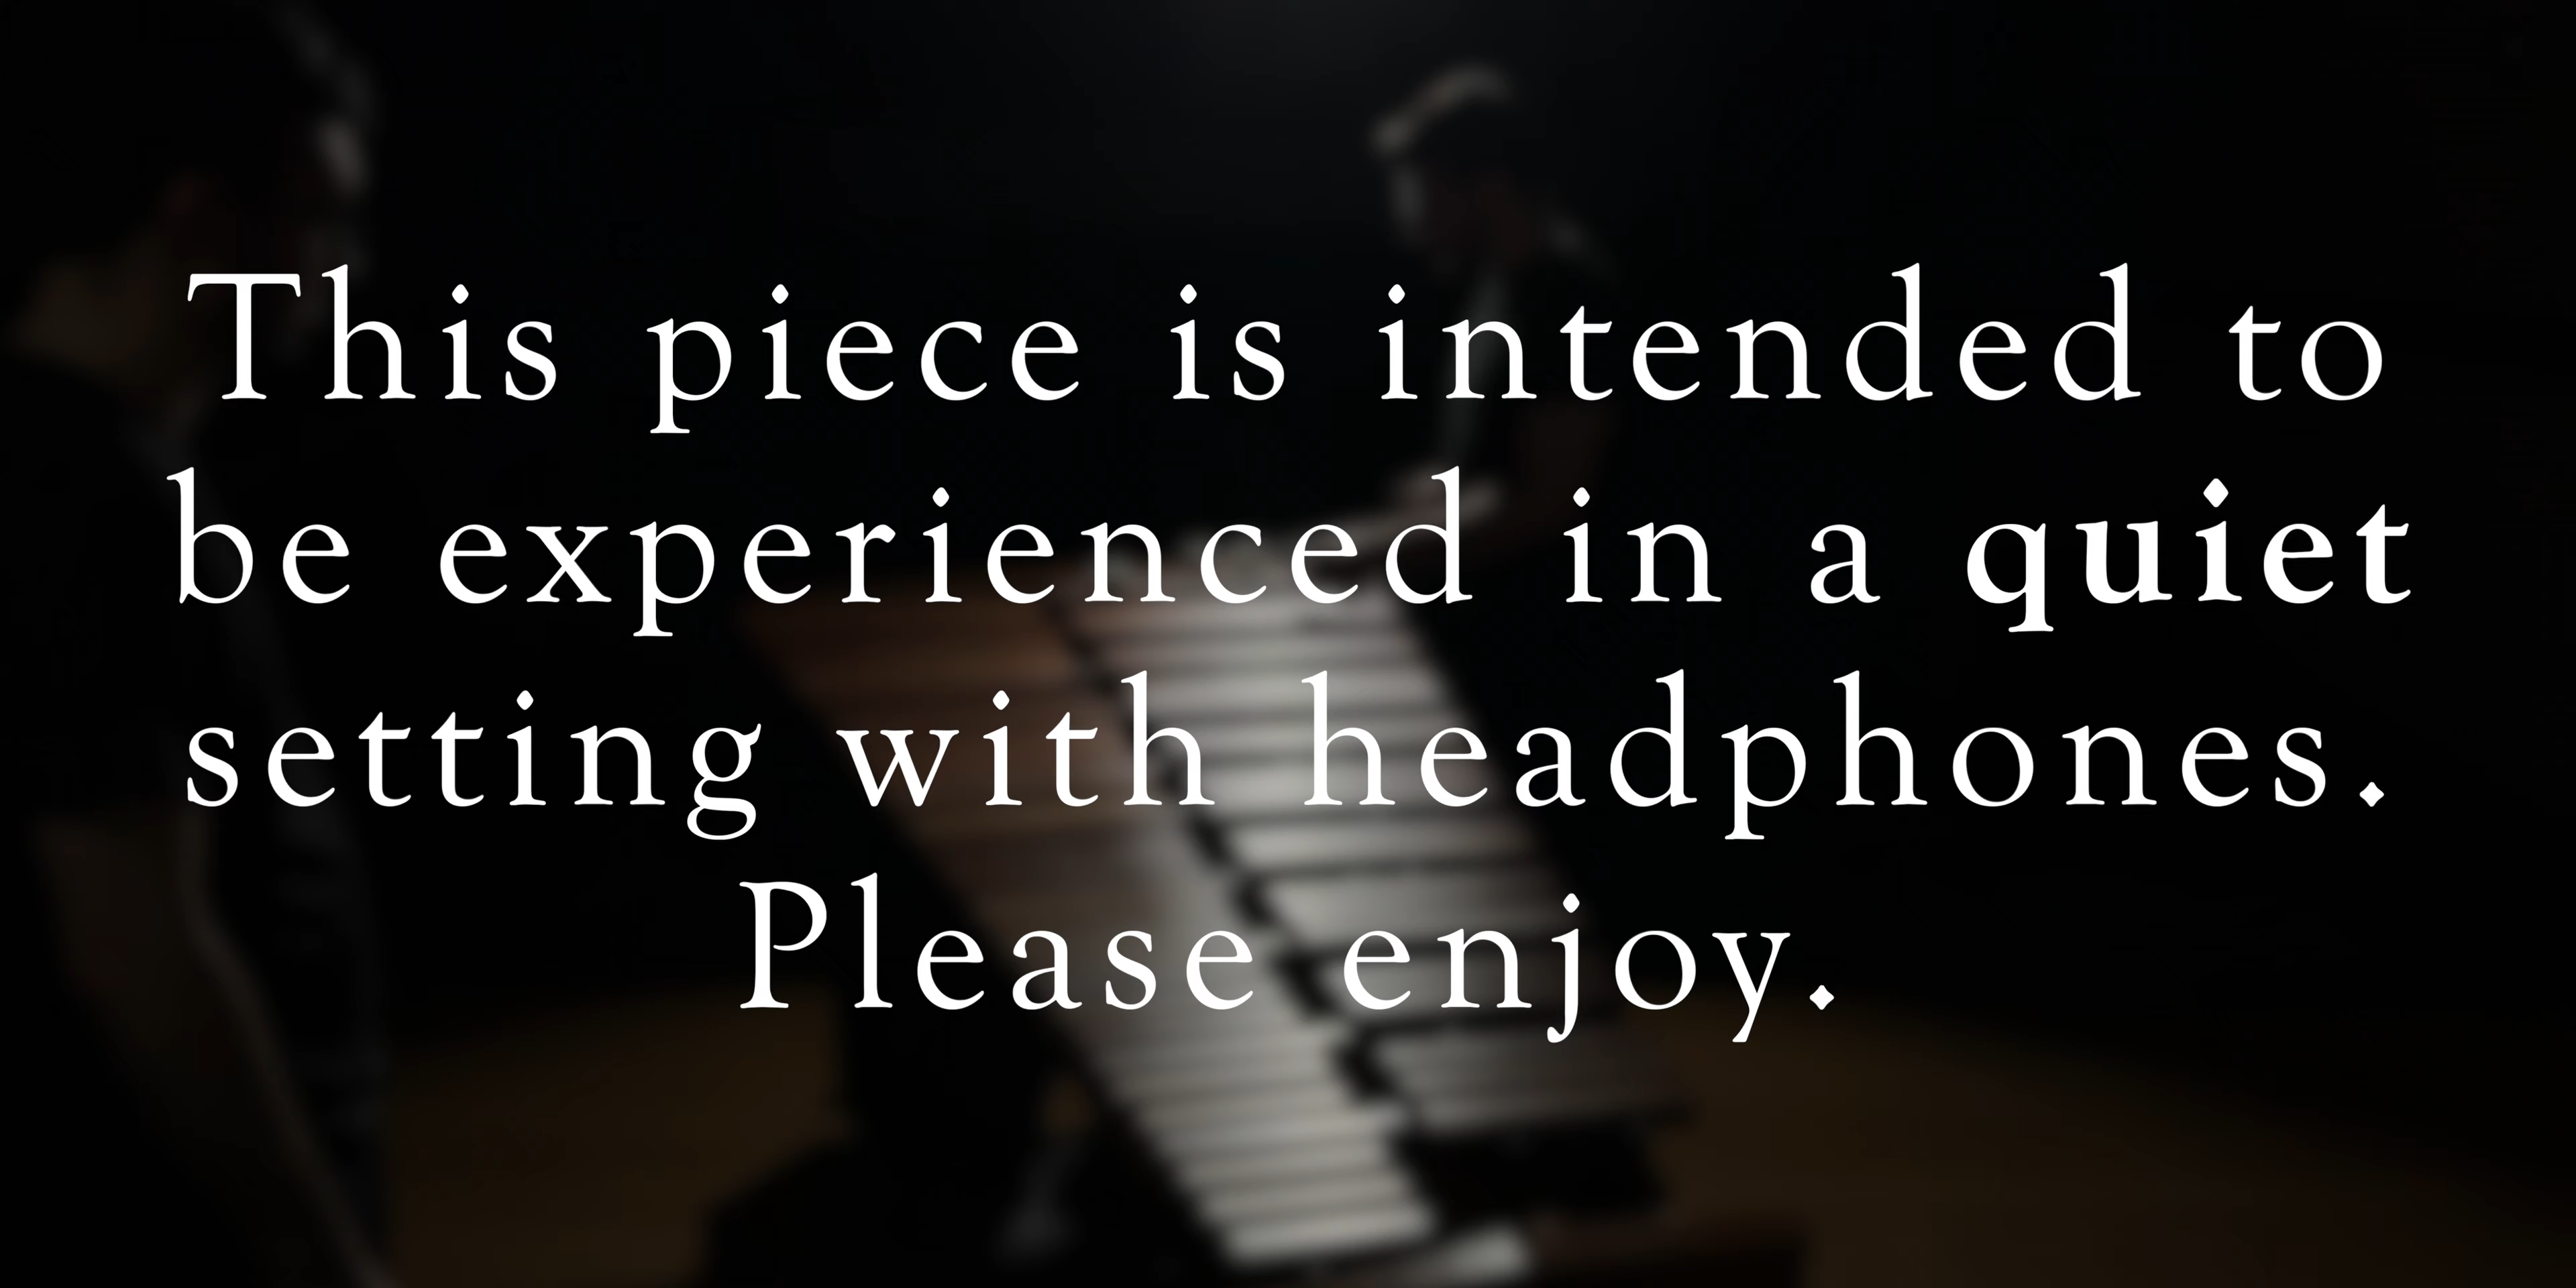 This piece is intended to
be experienced in a quiet
setting with headphones.
Please enjoy.